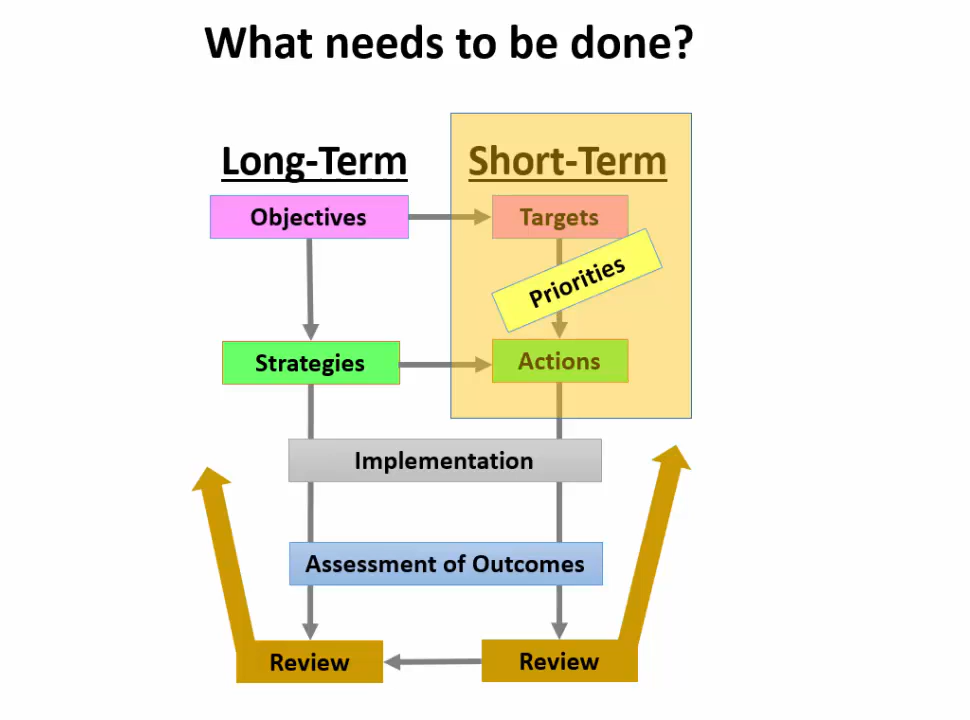 What needs to be done?
Long-Term
Short-Term
Objectives
Targets
Priorities
Strategies
Actions
Implementation
Assessment of Outcomes
Review
Review